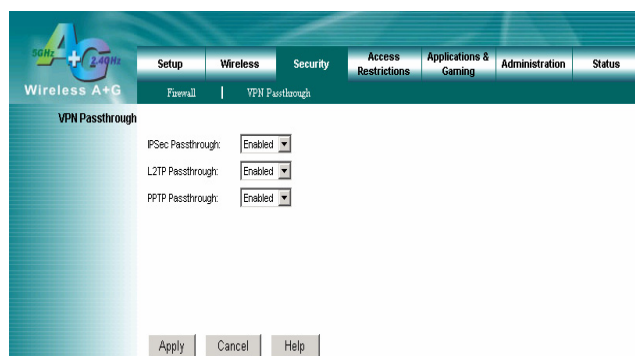 5GHz A+G 2.4GHz
Wireless A+G
Setup Wireless Security Access Restrictions Applications & Gaming Administration Status
Firewall | VPN Passthrough
VPN Passthrough
IPSec Passthrough: Enabled
L2TP Passthrough: Enabled
PPTP Passthrough: Enabled
Apply Cancel Help